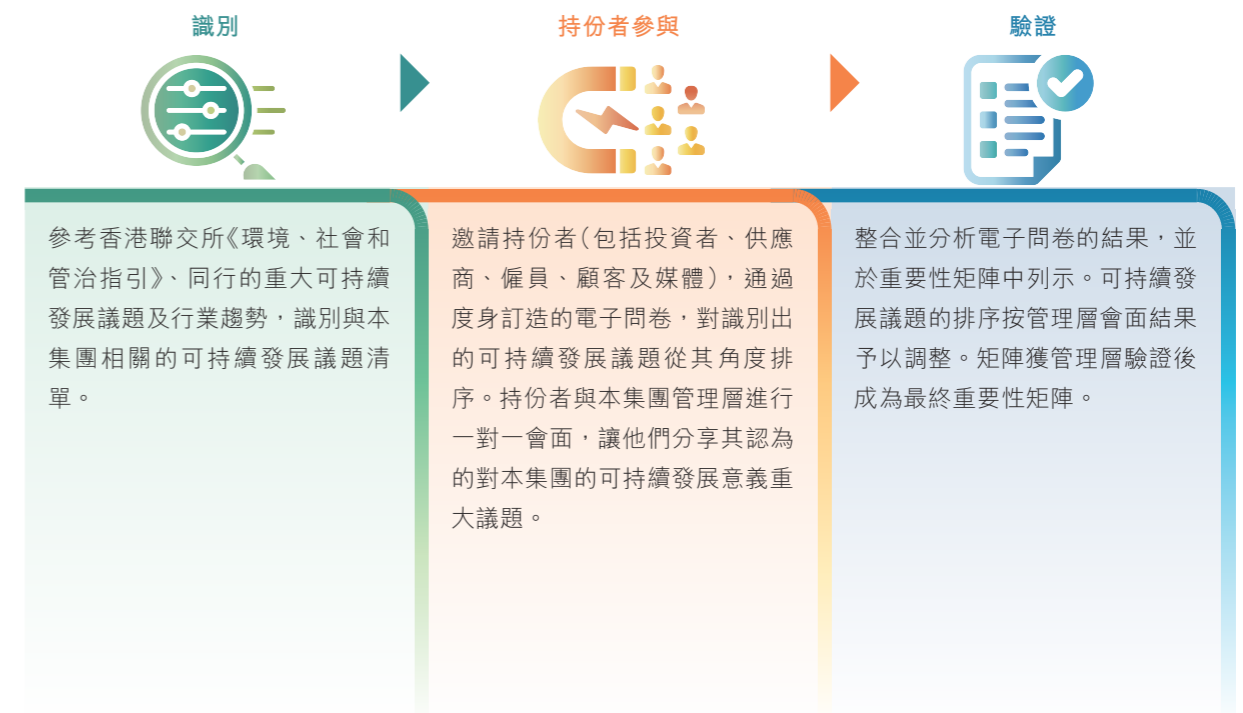 識別
參考香港聯交所《環境、社會和
管治指引》、同行的重大可持續
發展議題及行業趨勢，識別與本
集團相關的可持續發展議題清
單。
持份者參與
邀請持份者（包括投資者、供應
商、僱員、顧客及媒體），通過
度身訂造的電子問卷，對識別出
的可持續發展議題從其角度排
序。持份者與本集團管理層進行
一對一會面，讓他們分享其認為
的對本集團的可持續發展意義重
大議題。
驗證
整合並分析電子問卷的結果，並
於重要性矩陣中列示。可持續發
展議題的排序按管理層會面結果
予以調整。矩陣獲管理層驗證後
成為最終重要性矩陣。